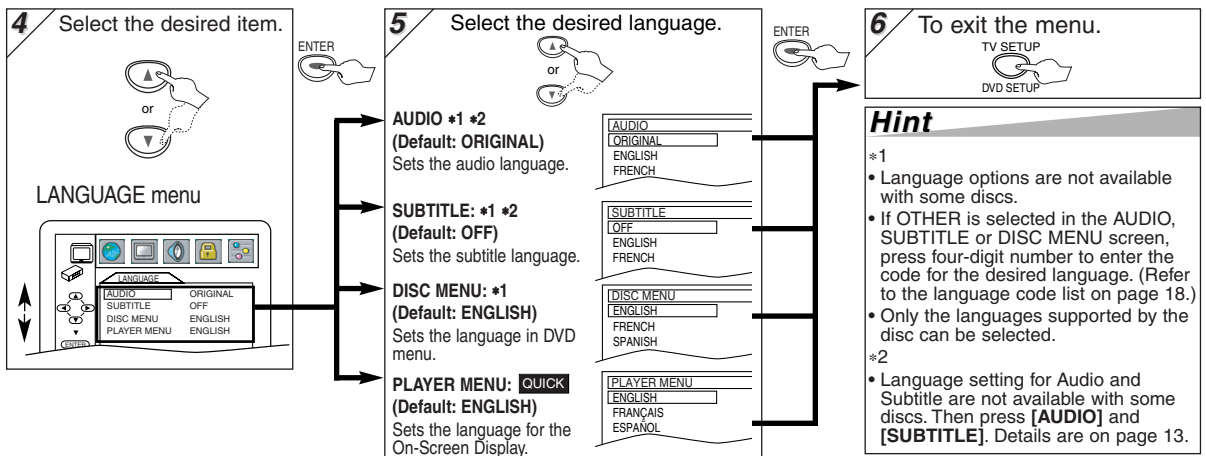 4 Select the desired item.
or
LANGUAGE menu
LANGUAGE
AUDIO ORIGINAL
SUBTITLE OFF
DISC MENU ENGLISH
PLAYER MENU ENGLISH
ENTER
ENTER
5 Select the desired language.
or
AUDIO *1 *2
(Default: ORIGINAL)
Sets the audio language.
AUDIO
ORIGINAL
ENGLISH
FRENCH
SUBTITLE: *1 *2
(Default: OFF)
Sets the subtitle language.
SUBTITLE
OFF
ENGLISH
FRENCH
DISC MENU: *1
(Default: ENGLISH)
Sets the language in DVD
menu.
DISC MENU
ENGLISH
FRENCH
SPANISH
PLAYER MENU: QUICK
(Default: ENGLISH)
Sets the language for the
On-Screen Display.
PLAYER MENU
ENGLISH
FRANÇAIS
ESPAÑOL
ENTER
6 To exit the menu.
TV SETUP
DVD SETUP
Hint
*1
• Language options are not available
with some discs.
• If OTHER is selected in the AUDIO,
SUBTITLE or DISC MENU screen,
press four-digit number to enter the
code for the desired language. (Refer
to the language code list on page 18.)
• Only the languages supported by the
disc can be selected.
*2
• Language setting for Audio and
Subtitle are not available with some
discs. Then press [AUDIO] and
[SUBTITLE]. Details are on page 13.